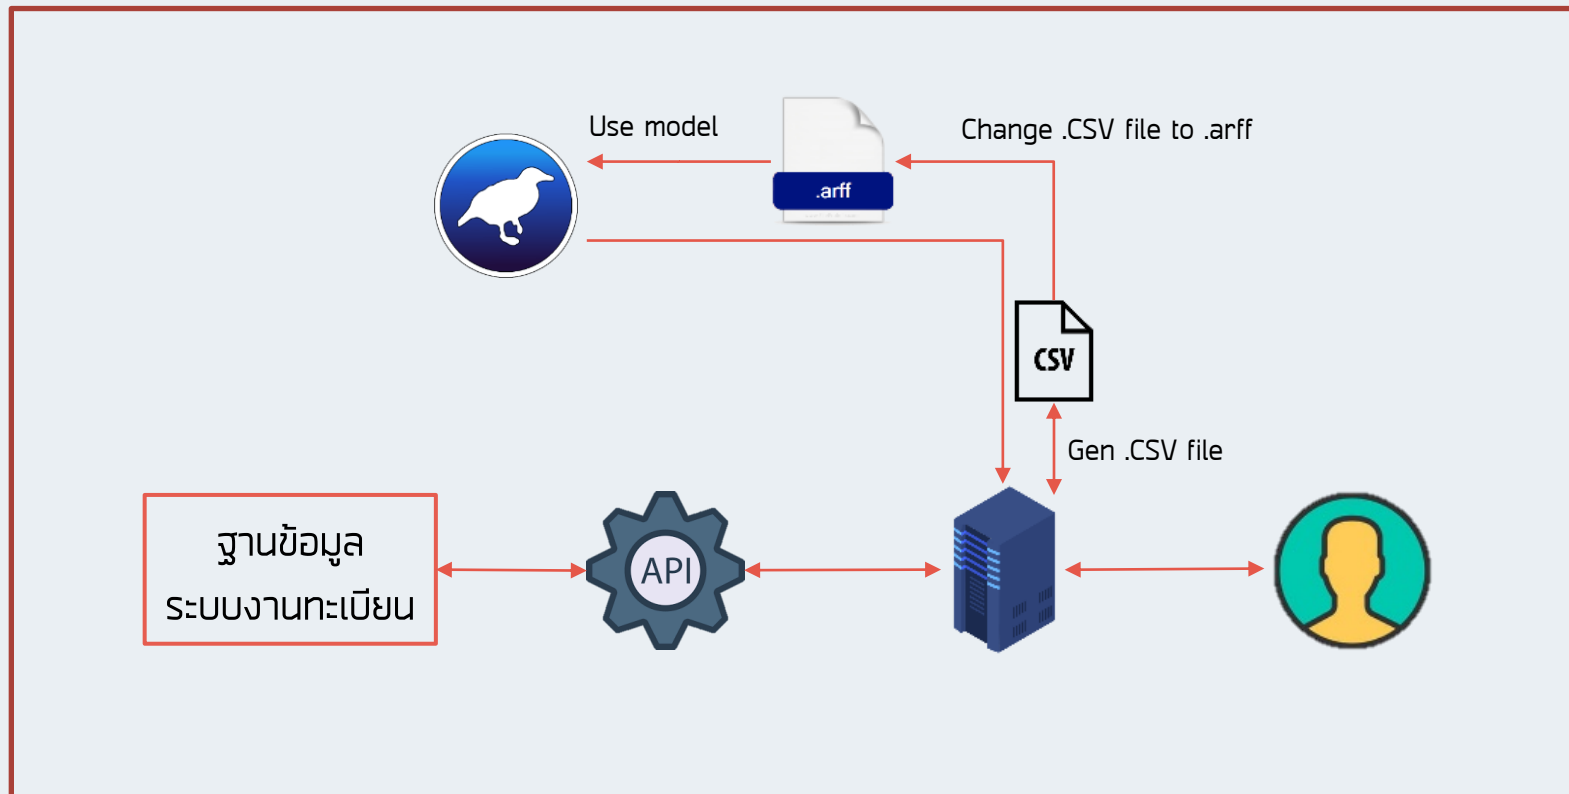 Use model
Change .CSV file to .arff
.arff
CSV
Gen .CSV file
ฐานข้อมูล
ระบบงานทะเบียน
API